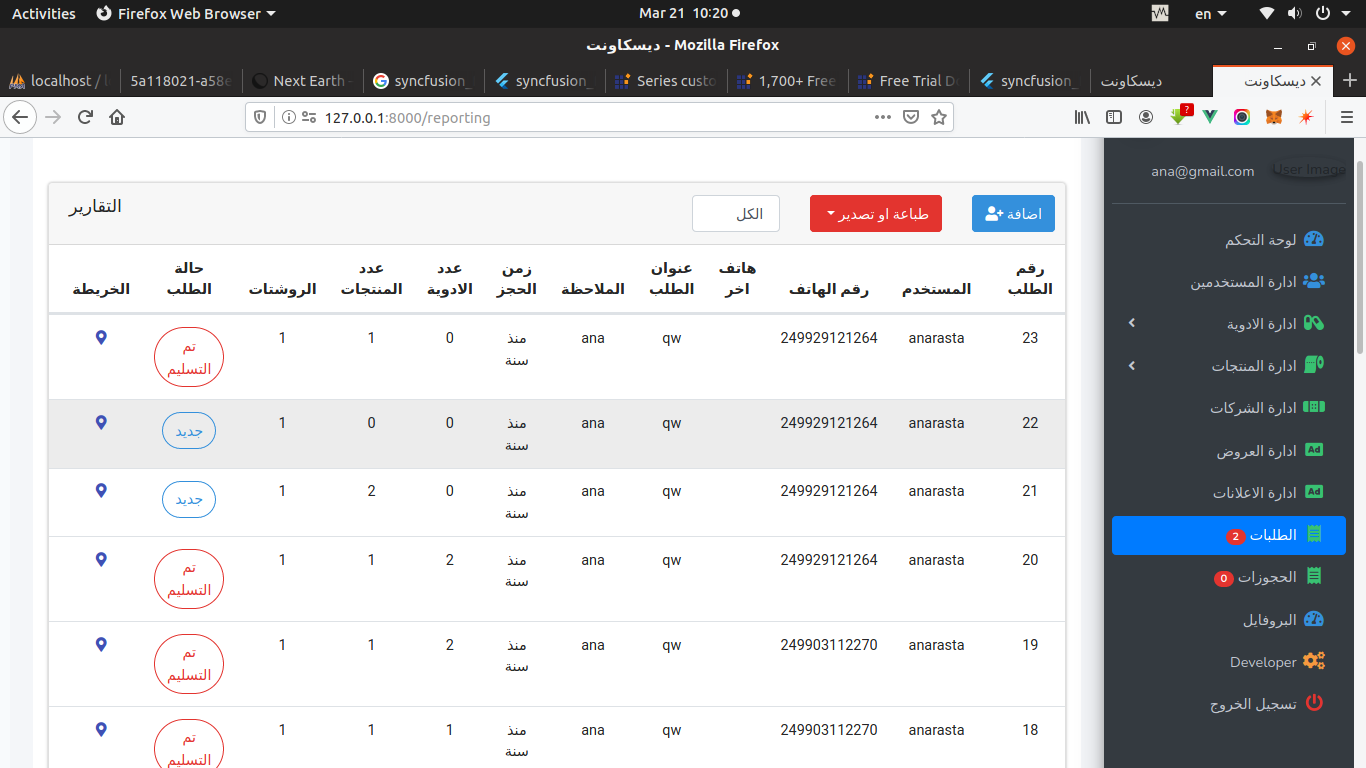 Activities Firefox Web Browser Mar 21 10:20 en
ديسكاونت - Mozilla Firefox
localhost / l 5a118021-a58e Next Earth - syncfusion_ syncfusion_ Series custo 1,700+ Free Free Trial Do syncfusion_ ديسكاونت ديسكاونت
127.0.0.1:8000/reporting
ana@gmail.com User Image
التقارير الكل طباعة او تصدير اضافة
رقم الطلب المستخدم رقم الهاتف هاتف اخر عنوان الطلب الملاحظة زمن الحجز عدد الادوية عدد المنتجات الروشتات حالة الطلب الخريطة
23 anarasta 249929121264 qw ana منذ سنة 0 1 1 تم التسليم
22 anarasta 249929121264 qw ana منذ سنة 0 0 1 جديد
21 anarasta 249929121264 qw ana منذ سنة 0 2 1 جديد
20 anarasta 249929121264 qw ana منذ سنة 2 1 1 تم التسليم
19 anarasta 249903112270 qw ana منذ سنة 2 1 1 تم التسليم
18 anarasta 249903112270 qw ana منذ سنة 1 1 1 تم التسليم
لوحة التحكم
ادارة المستخدمين
ادارة الادوية
ادارة المنتجات
ادارة الشركات
Ad ادارة العروض
Ad ادارة الاعلانات
الطلبات 2
الحجوزات 0
البروفايل
Developer
تسجيل الخروج